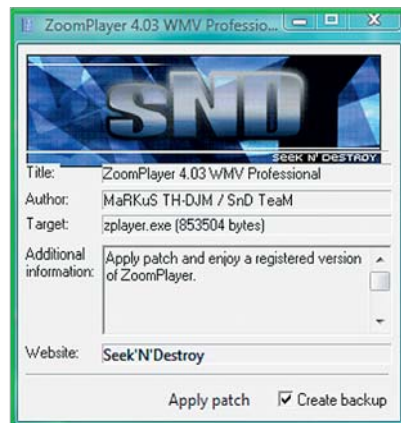 ZoomPlayer 4.03 WMV Professio...
SND
SEEK N' DESTROY
Title: ZoomPlayer 4.03 WMV Professional
Author: MaRKuS TH-DJM / SnD TeaM
Target: zplayer.exe (853504 bytes)
Additional information: Apply patch and enjoy a registered version
of ZoomPlayer.
Website: Seek'N'Destroy
Apply patch Create backup